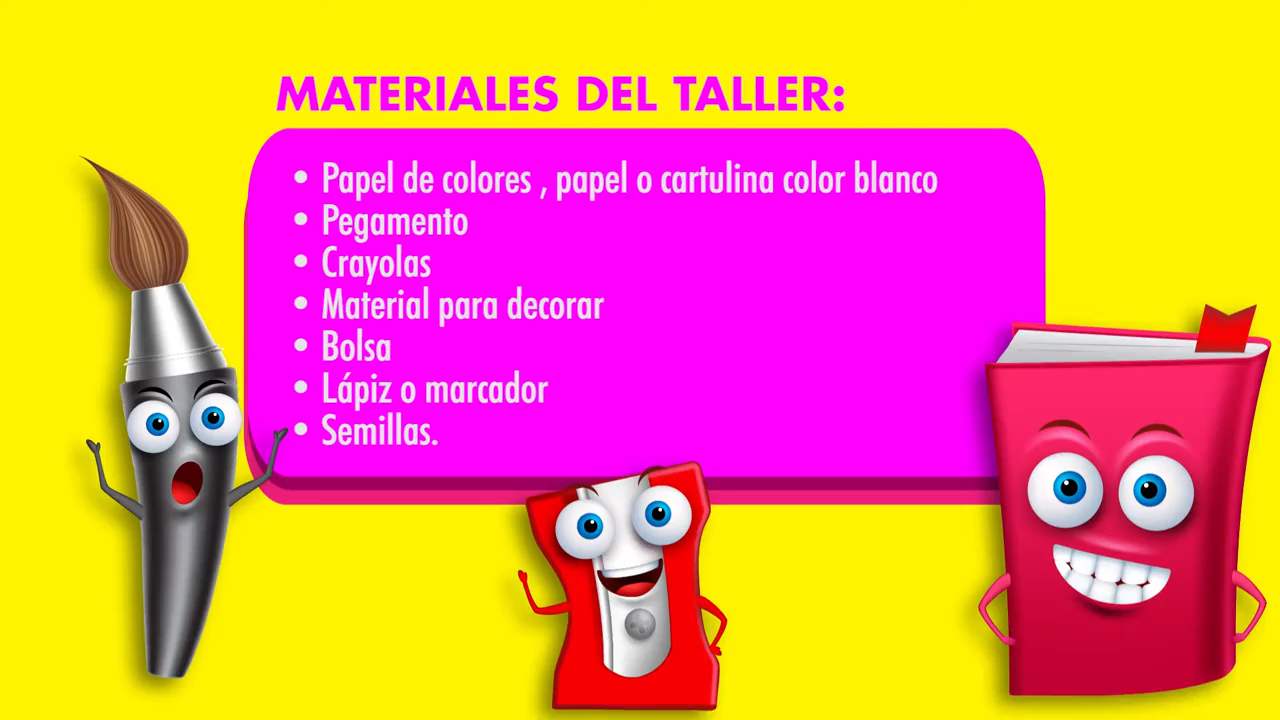 MATERIALES DEL TALLER:
• Papel de colores , papel o cartulina color blanco
• Pegamento
• Crayolas
• Material para decorar
• Bolsa
• Lápiz o marcador
• Semillas.